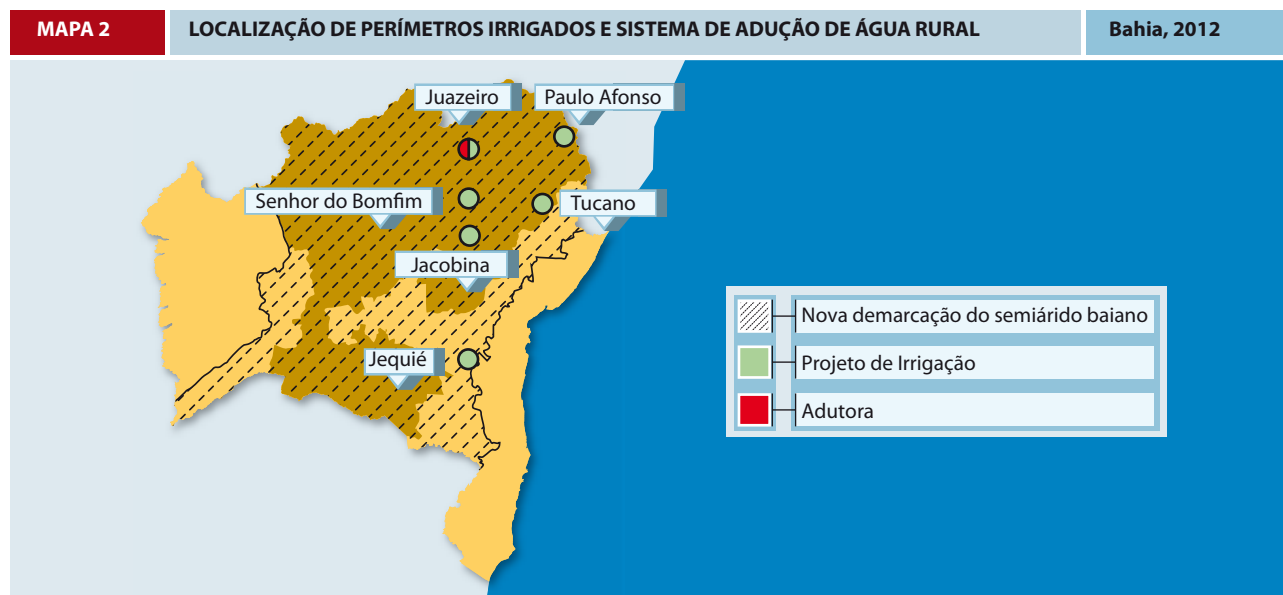 MAPA 2
LOCALIZAÇÃO DE PERÍMETROS IRRIGADOS E SISTEMA DE ADUÇÃO DE ÁGUA RURAL
Bahia, 2012
Juazeiro
Paulo Afonso
Senhor do Bomfim
Tucano
Jacobina
Jequié
Nova demarcação do semiárido baiano
Projeto de Irrigação
Adutora